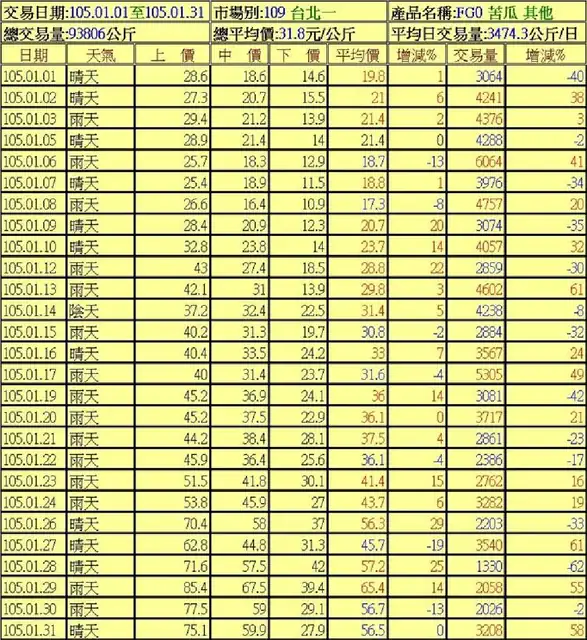 交易日期:105.01.01至105.01.31 市場別:109 台北一 產品名稱:FG0 苦瓜 其他
總交易量:93806公斤 總平均價:31.8元/公斤 平均日交易量:3474.3公斤/日
日期 天氣 上 價 中 價 下 價 平均價 增減% 交易量 增減%
105.01.01 晴天 28.6 18.6 14.6 19.8 1 3064 -40
105.01.02 晴天 27.3 20.7 15.5 21 6 4241 38
105.01.03 雨天 29.4 21.2 13.9 21.4 2 4376 3
105.01.05 晴天 28.9 21.4 14 21.4 0 4288 -2
105.01.06 雨天 25.7 18.3 12.9 18.7 -13 6064 41
105.01.07 晴天 25.4 18.9 11.5 18.8 1 3976 -34
105.01.08 雨天 26.6 16.4 10.9 17.3 -8 4757 20
105.01.09 晴天 28.4 20.9 12.3 20.7 20 3074 -35
105.01.10 晴天 32.8 23.8 14 23.7 14 4057 32
105.01.12 雨天 43 27.4 18.5 28.8 22 2859 -30
105.01.13 雨天 42.1 31 13.9 29.8 3 4602 61
105.01.14 陰天 37.2 32.4 22.5 31.4 5 4238 -8
105.01.15 雨天 40.2 31.3 19.7 30.8 -2 2884 -32
105.01.16 晴天 40.4 33.5 24.2 33 7 3567 24
105.01.17 雨天 40 31.4 23.7 31.6 -4 5305 49
105.01.19 雨天 45.2 36.9 24.1 36 14 3081 -42
105.01.20 雨天 45.2 37.5 22.9 36.1 0 3717 21
105.01.21 雨天 44.2 38.4 28.1 37.5 4 2861 -23
105.01.22 雨天 45.9 36.4 25.6 36.1 -4 2386 -17
105.01.23 雨天 51.5 41.8 30.1 41.4 15 2762 16
105.01.24 雨天 53.8 45.9 27 43.7 6 3282 19
105.01.26 晴天 70.4 58 37 56.3 29 2203 -33
105.01.27 晴天 62.8 44.8 31.3 45.7 -19 3540 61
105.01.28 晴天 71.6 57.5 42 57.2 25 1330 -62
105.01.29 雨天 85.4 67.5 39.4 65.4 14 2058 55
105.01.30 雨天 77.5 59 29.1 56.7 -13 2026 -2
105.01.31 晴天 75.1 59.9 27.9 56.5 0 3208 58